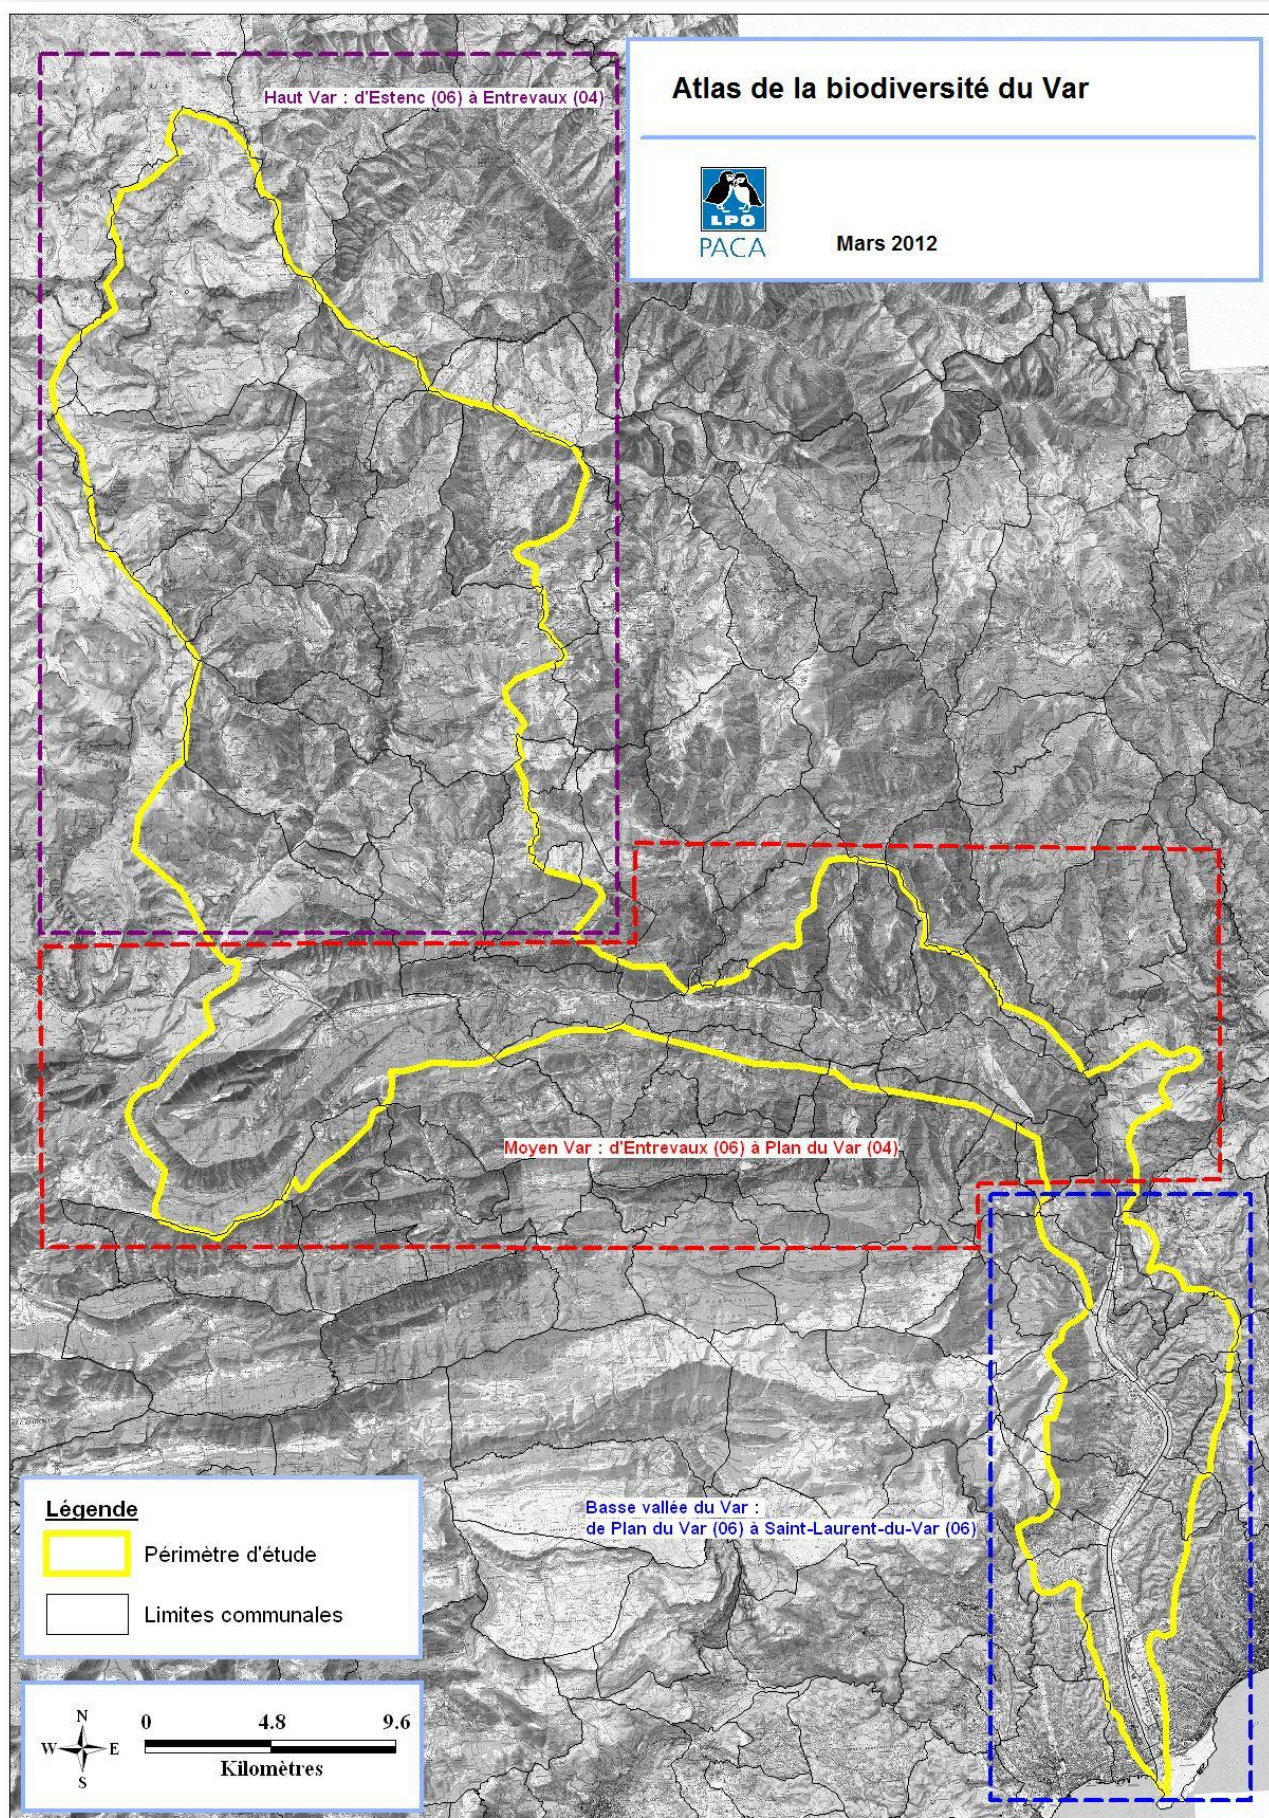 Atlas de la biodiversité du Var
LPO
PACA
Mars 2012
Haut Var : d'Estenc (06) à Entrevaux (04)
Moyen Var : d'Entrevaux (06) à Plan du Var (04)
Basse vallée du Var :
de Plan du Var (06) à Saint-Laurent-du-Var (06)
Légende
Périmètre d'étude
Limites communales
N
W E
S
0 4.8 9.6
Kilomètres